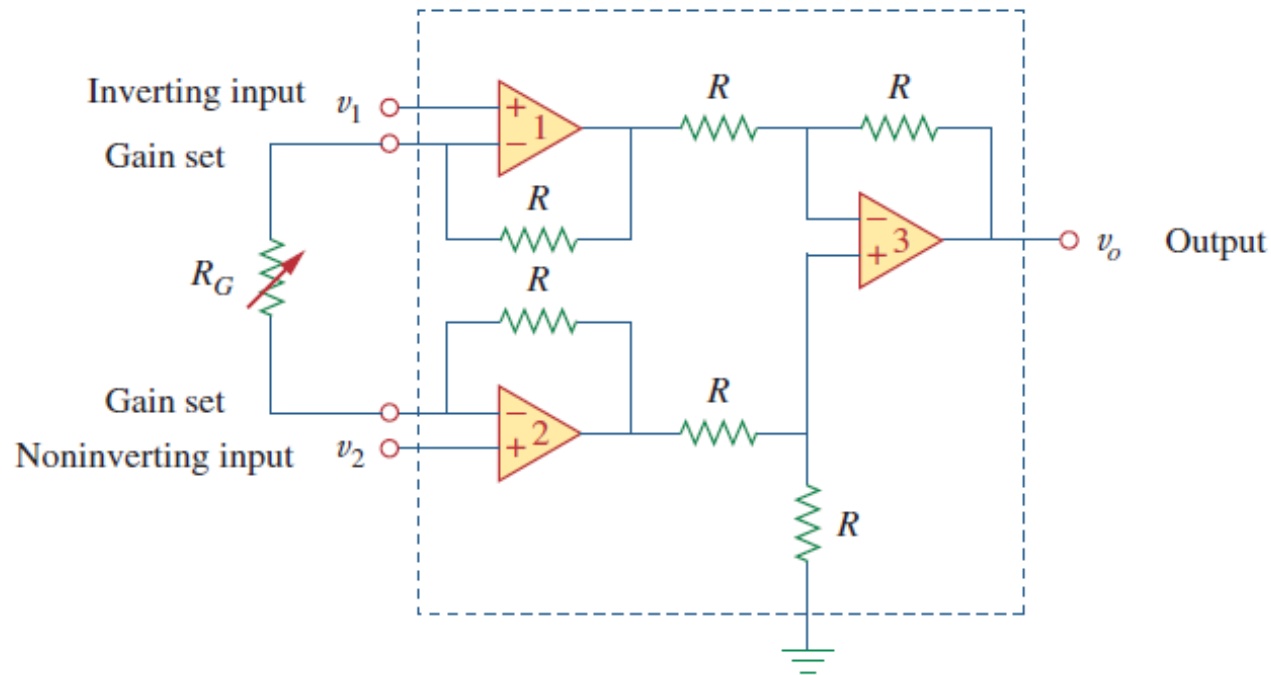 Inverting input v1
Gain set
RG
Gain set
Noninverting input v2
+
−
1
R
R
−
+
2
R
R
R
R
−
+
3
vo Output